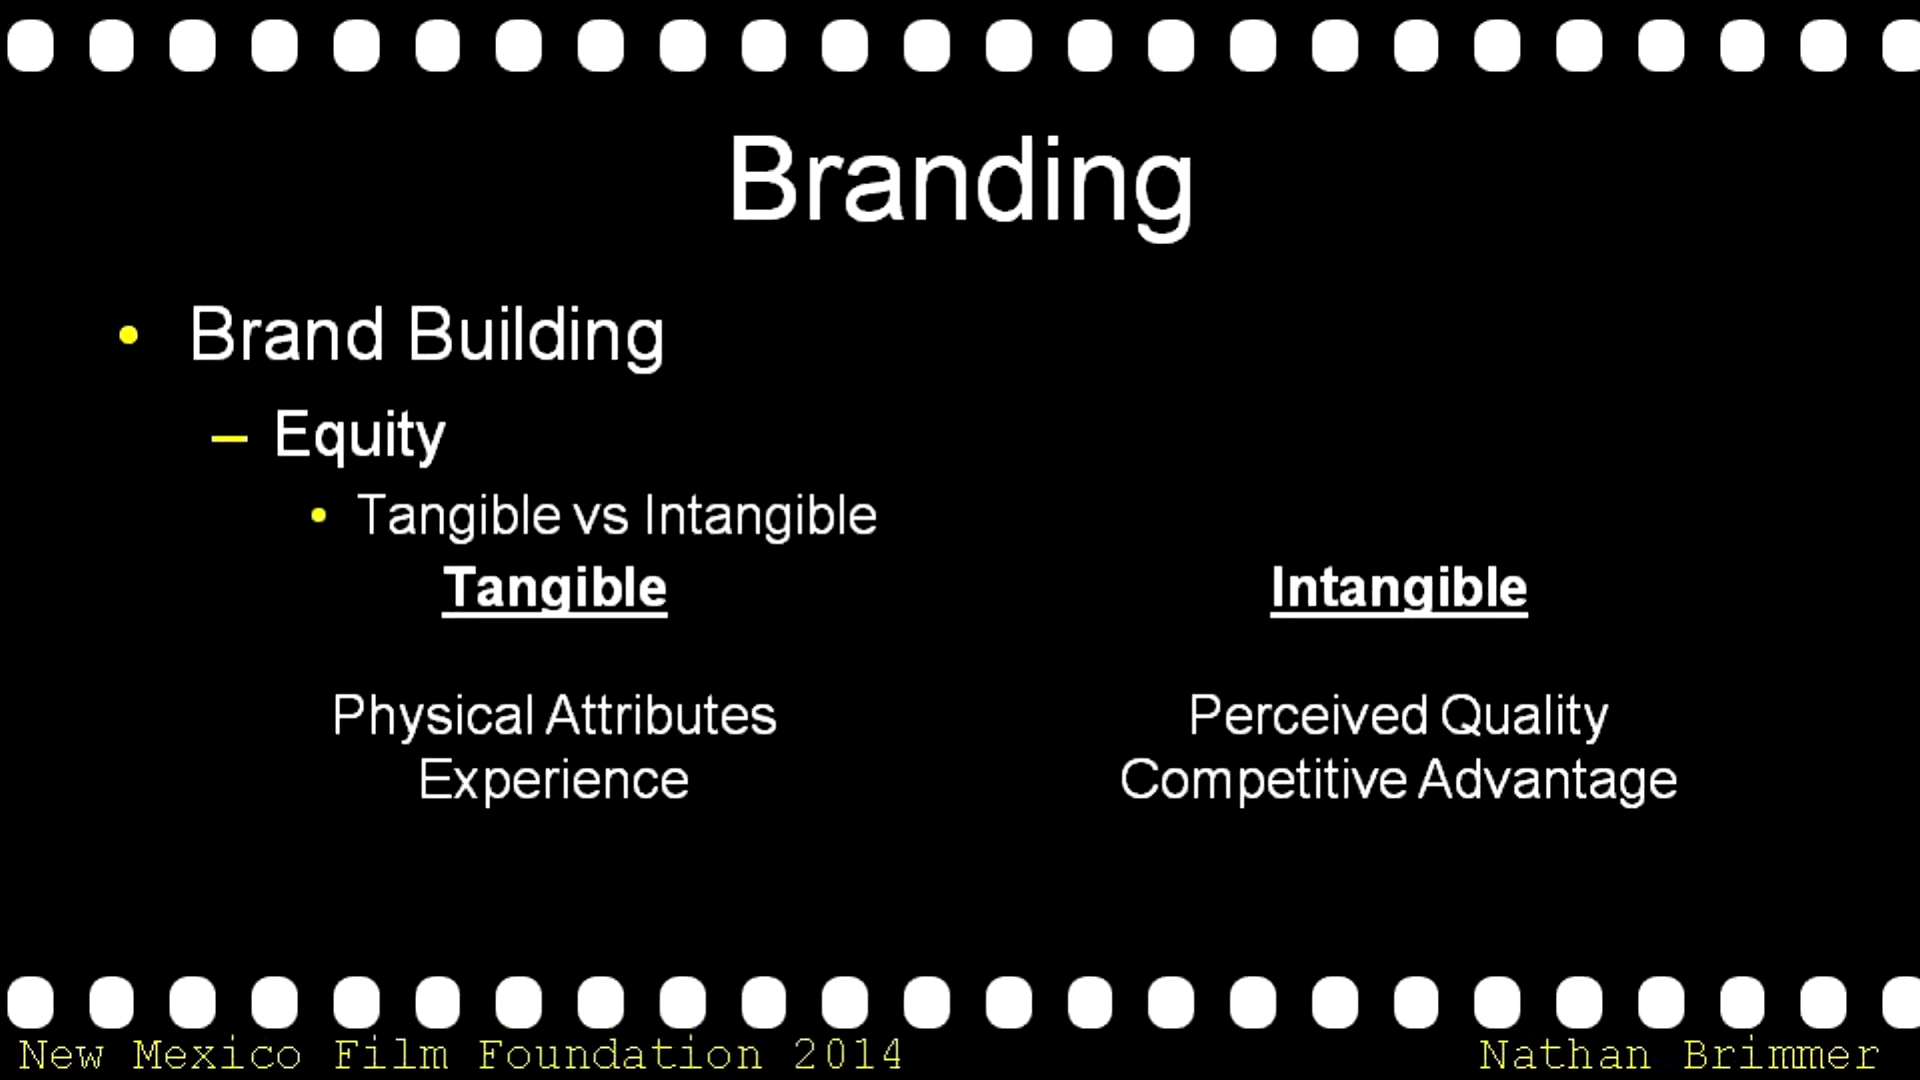 Branding
• Brand Building
– Equity
• Tangible vs Intangible
Tangible
Intangible
Physical Attributes
Perceived Quality
Experience
Competitive Advantage
New Mexico Film Foundation 2014
Nathan Brimmer